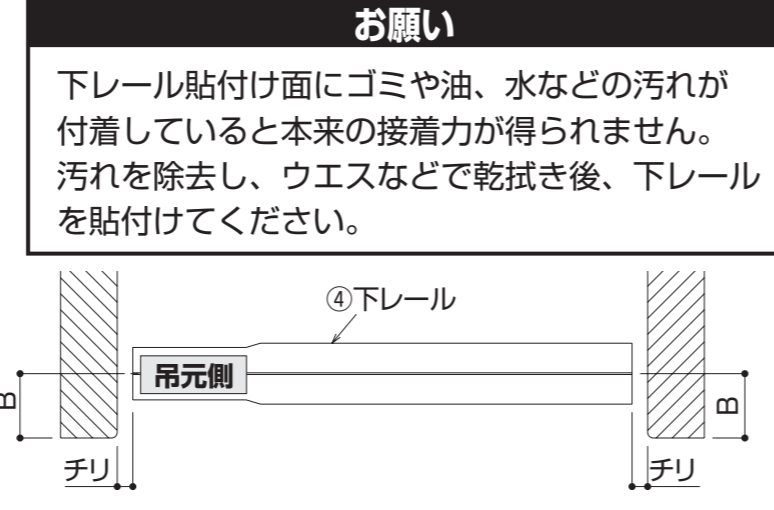 お願い
下レール貼付け面にゴミや油、水などの汚れが
付着していると本来の接着力が得られません。
汚れを除去し、ウエスなどで乾拭き後、下レール
を貼付けてください。
④下レール
吊元側
B
B
チリ
チリ